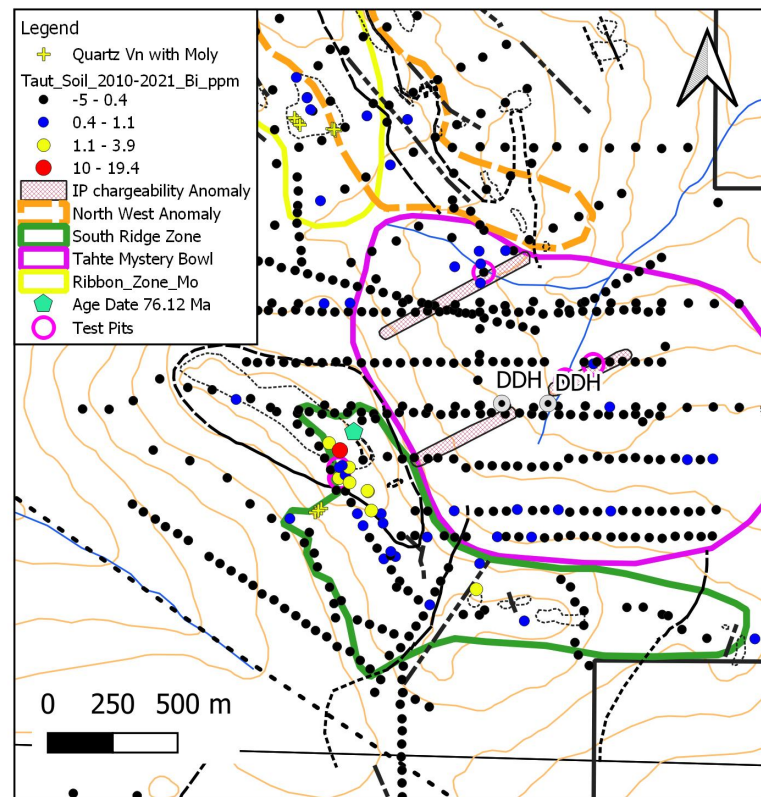 Legend
Quartz Vn with Moly
Taut_Soil_2010-2021_Bi_ppm
-5 - 0.4
0.4 - 1.1
1.1 - 3.9
10 - 19.4
IP chargeability Anomaly
North West Anomaly
South Ridge Zone
Tahte Mystery Bowl
Ribbon_Zone_Mo
Age Date 76.12 Ma
Test Pits
DDH DDH
0 250 500 m